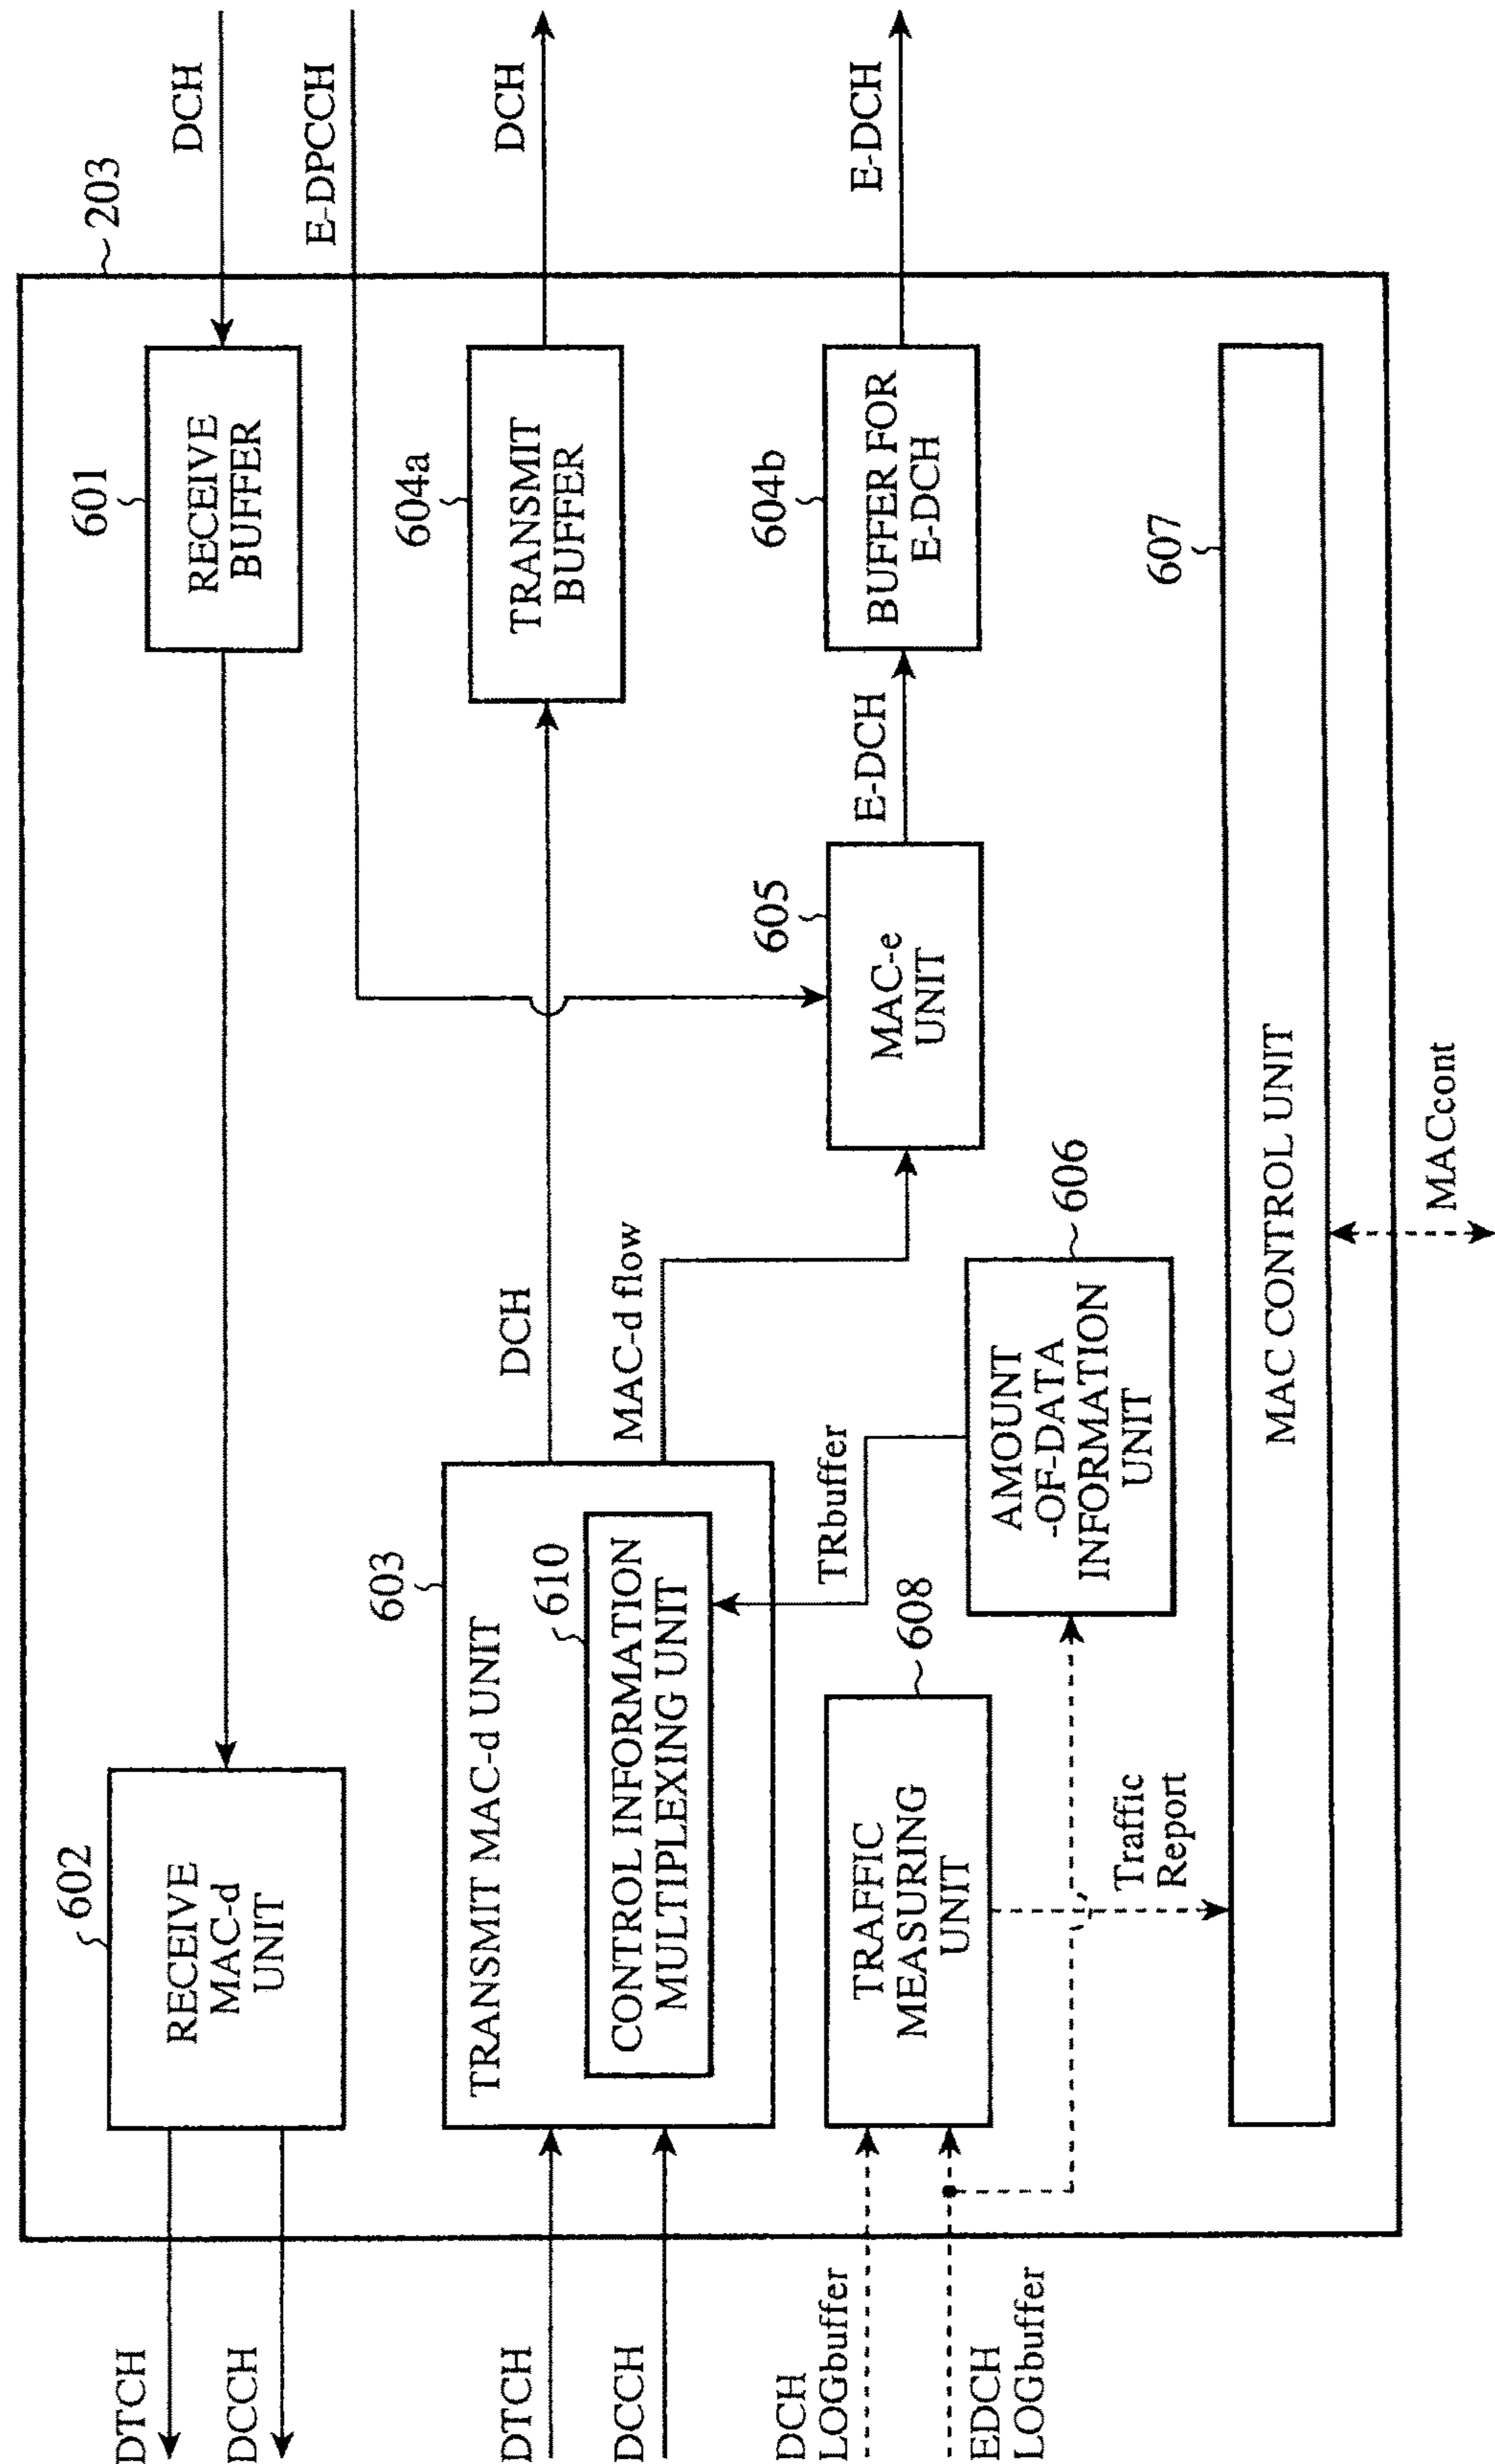 203
DTCH
DCCH
602
RECEIVE
MAC-d
UNIT
601
RECEIVE
BUFFER
DCH
E-DPCCH
DTCH
DCCH
603
TRANSMIT MAC-d UNIT
610
CONTROL INFORMATION
MULTIPLEXING UNIT
DCH
MAC-d flow
604a
TRANSMIT
BUFFER
DCH
TRbuffer
605
MAC-e
UNIT
E-DCH
604b
BUFFER FOR
E-DCH
E-DCH
DCH
LOGbuffer
EDCH
LOGbuffer
608
TRAFFIC
MEASURING
UNIT
606
AMOUNT
-OF-DATA
INFORMATION
UNIT
Traffic
Report
607
MAC CONTROL UNIT
MACcont